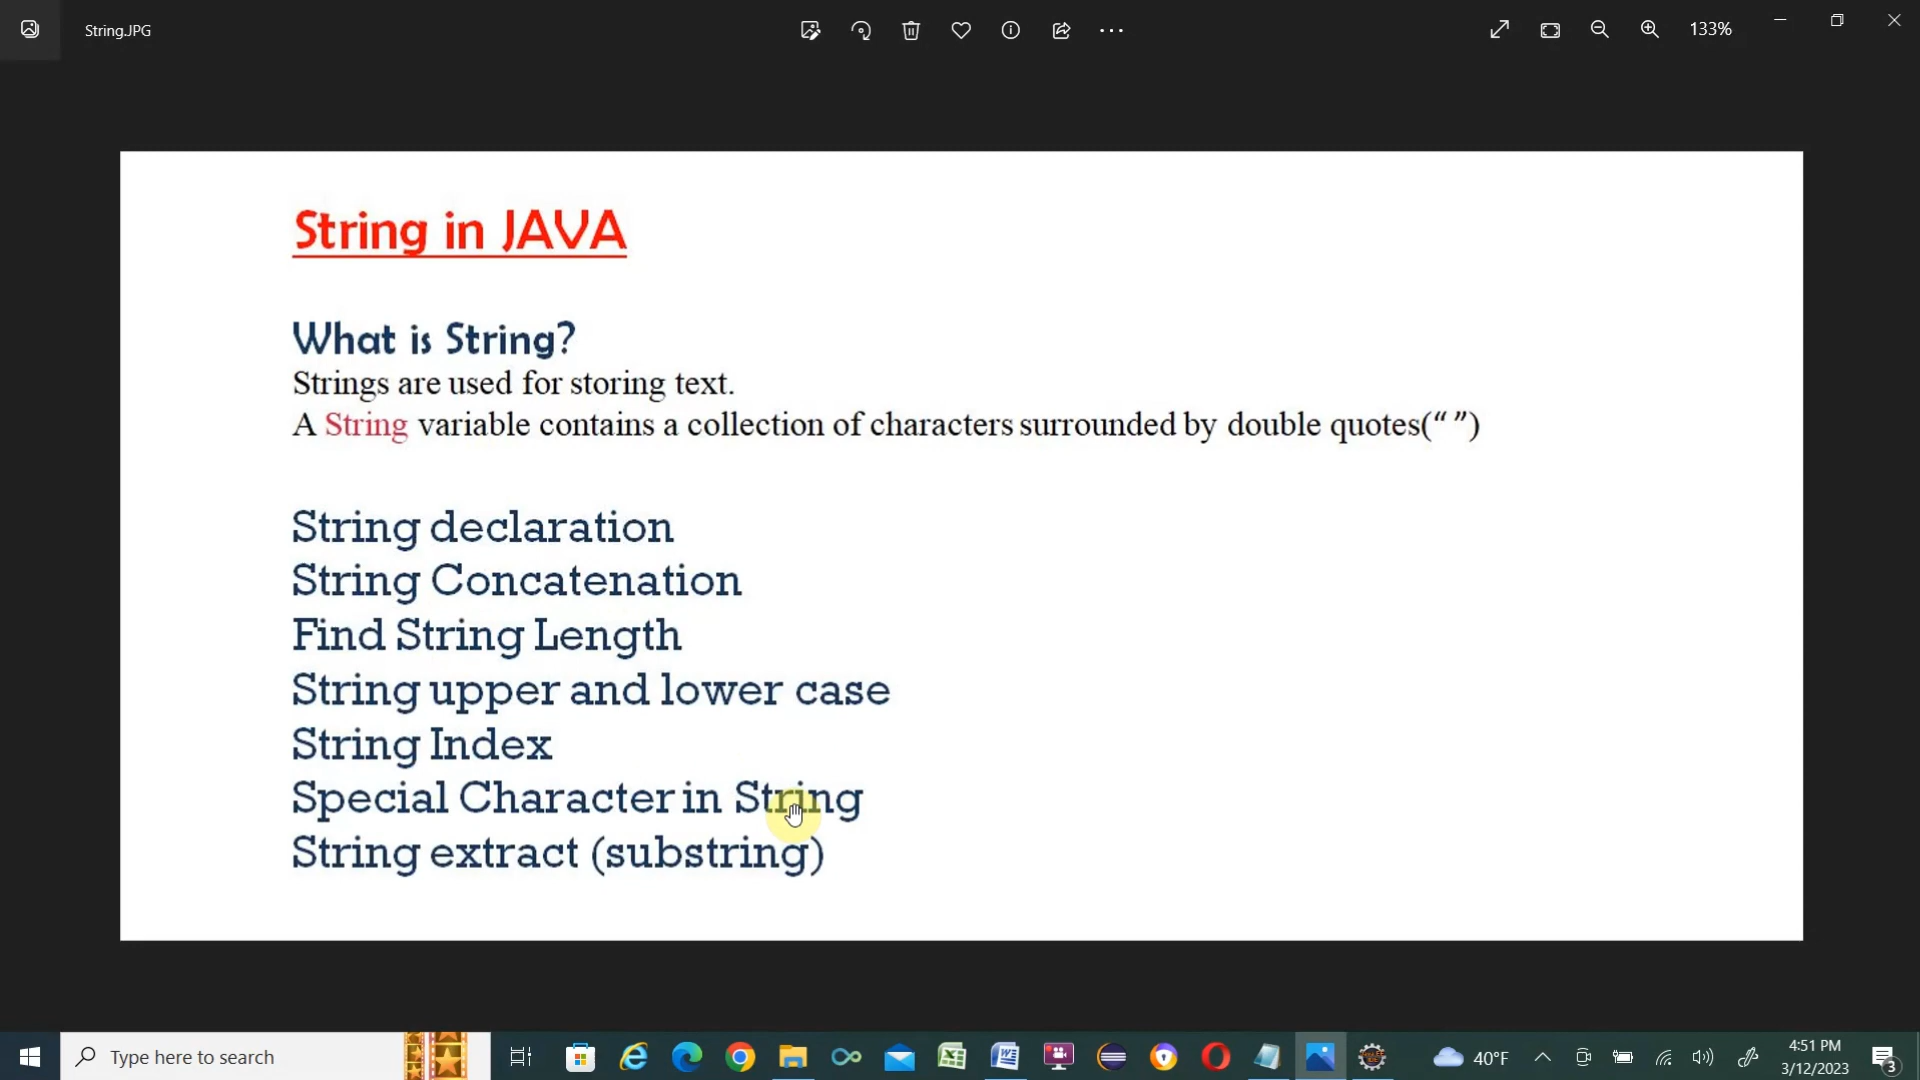 String.JPG
133%
String in JAVA
What is String?
Strings are used for storing text.
A String variable contains a collection of characters surrounded by double quotes(“ ”)
String declaration
String Concatenation
Find String Length
String upper and lower case
String Index
Special Character in String
String extract (substring)
Type here to search
40°F
4:51 PM
3/12/2023
3